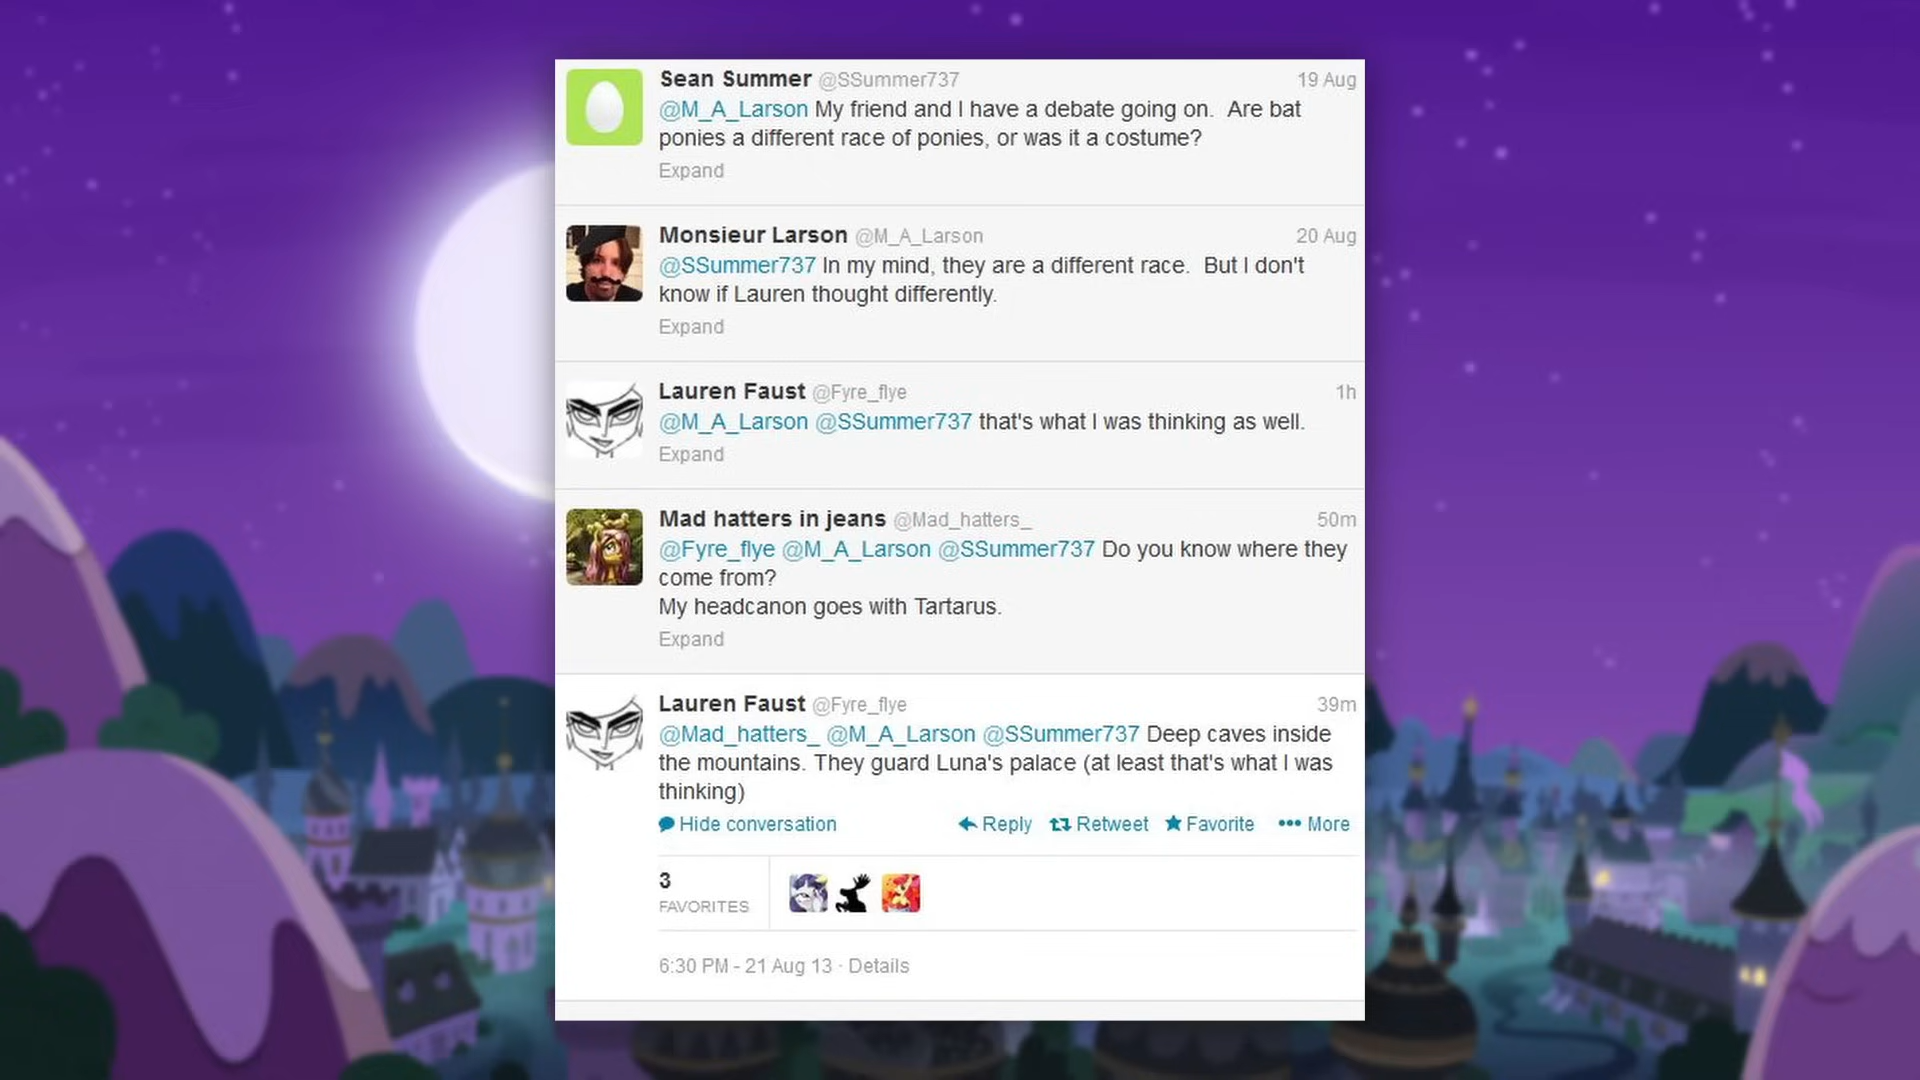 Sean Summer @SSummer737 19 Aug
@M_A_Larson My friend and I have a debate going on.  Are bat
ponies a different race of ponies, or was it a costume?
Expand
Monsieur Larson @M_A_Larson 20 Aug
@SSummer737 In my mind, they are a different race.  But I don't
know if Lauren thought differently.
Expand
Lauren Faust @Fyre_flye 1h
@M_A_Larson @SSummer737 that's what I was thinking as well.
Expand
Mad hatters in jeans @Mad_hatters_ 50m
@Fyre_flye @M_A_Larson @SSummer737 Do you know where they
come from?
My headcanon goes with Tartarus.
Expand
Lauren Faust @Fyre_flye 39m
@Mad_hatters_ @M_A_Larson @SSummer737 Deep caves inside
the mountains. They guard Luna's palace (at least that's what I was
thinking)
Hide conversation Reply Retweet Favorite More
3
FAVORITES
6:30 PM - 21 Aug 13 · Details